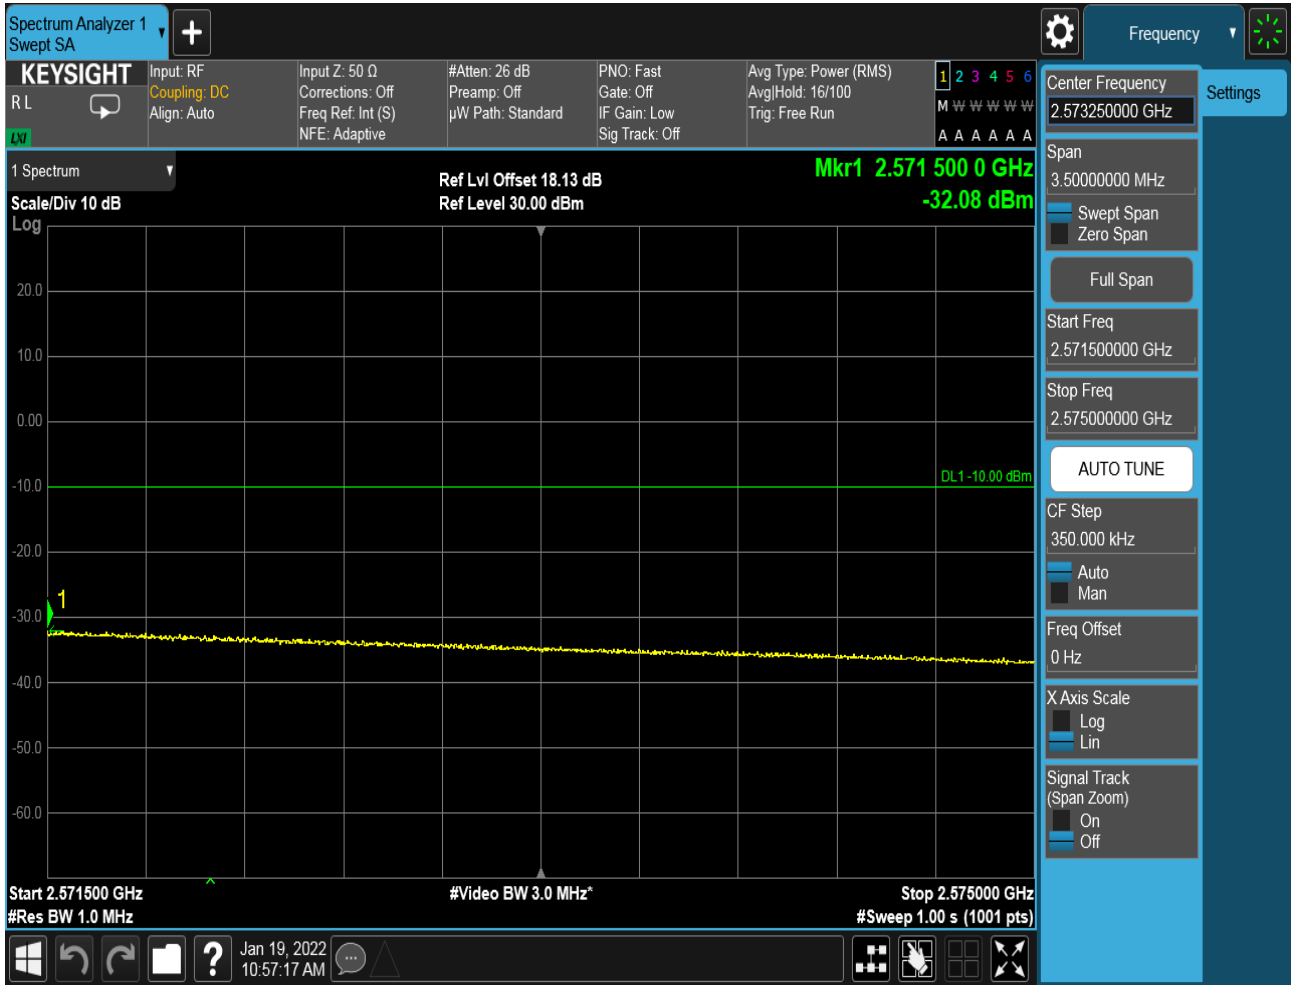 Spectrum Analyzer 1
Swept SA
Frequency
KEYSIGHT
R L
LXI
Input: RF
Coupling: DC
Align: Auto
Input Z: 50 Ω
Corrections: Off
Freq Ref: Int (S)
NFE: Adaptive
#Atten: 26 dB
Preamp: Off
µW Path: Standard
PNO: Fast
Gate: Off
IF Gain: Low
Sig Track: Off
Avg Type: Power (RMS)
Avg|Hold: 16/100
Trig: Free Run
1 2 3 4 5 6
M W W W W W
A A A A A A
1 Spectrum
Scale/Div 10 dB
Log
Ref Lvl Offset 18.13 dB
Ref Level 30.00 dBm
Mkr1 2.571 500 0 GHz
-32.08 dBm
20.0
10.0
0.00
-10.0
-20.0
-30.0
-40.0
-50.0
-60.0
DL1 -10.00 dBm
1
Start 2.571500 GHz
#Res BW 1.0 MHz
#Video BW 3.0 MHz*
Stop 2.575000 GHz
#Sweep 1.00 s (1001 pts)
Jan 19, 2022
10:57:17 AM
?
Center Frequency
2.573250000 GHz
Settings
Span
3.50000000 MHz
Swept Span
Zero Span
Full Span
Start Freq
2.571500000 GHz
Stop Freq
2.575000000 GHz
AUTO TUNE
CF Step
350.000 kHz
Auto
Man
Freq Offset
0 Hz
X Axis Scale
Log
Lin
Signal Track
(Span Zoom)
On
Off